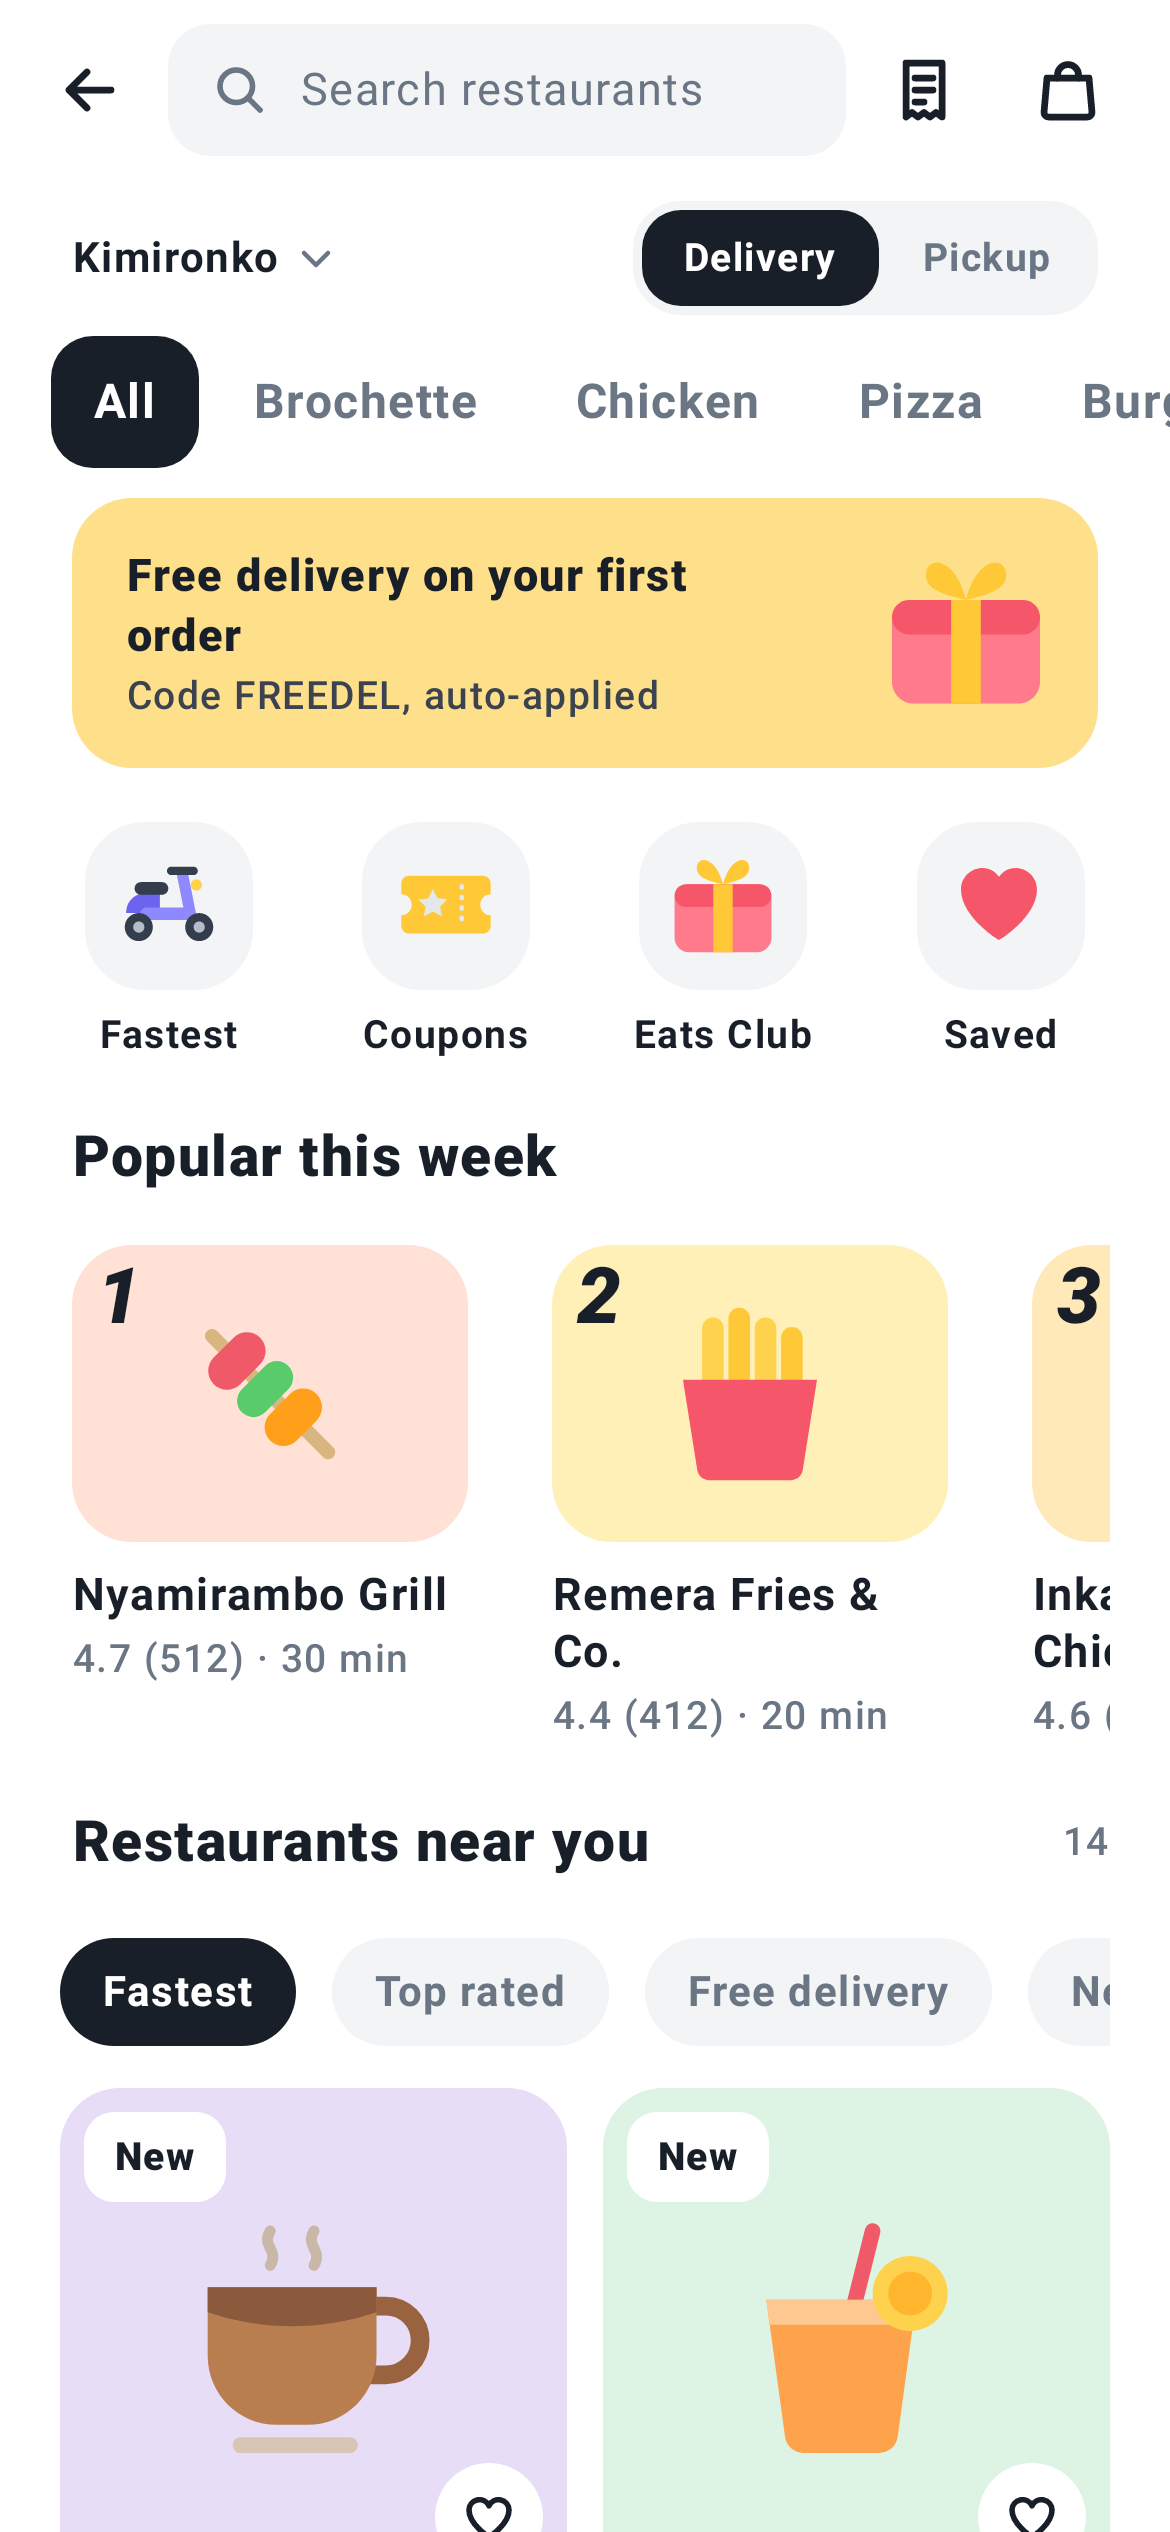 Search restaurants
Kimironko
Delivery
Pickup
All
Brochette
Chicken
Pizza
Free delivery on your first
order
Code FREEDEL, auto-applied
Fastest
Coupons
Eats Club
Saved
Popular this week
1
2
3
Nyamirambo Grill
4.7 (512) · 30 min
Remera Fries &
Co.
4.4 (412) · 20 min
4.6
Restaurants near you
14
Fastest
Top rated
Free delivery
New
New